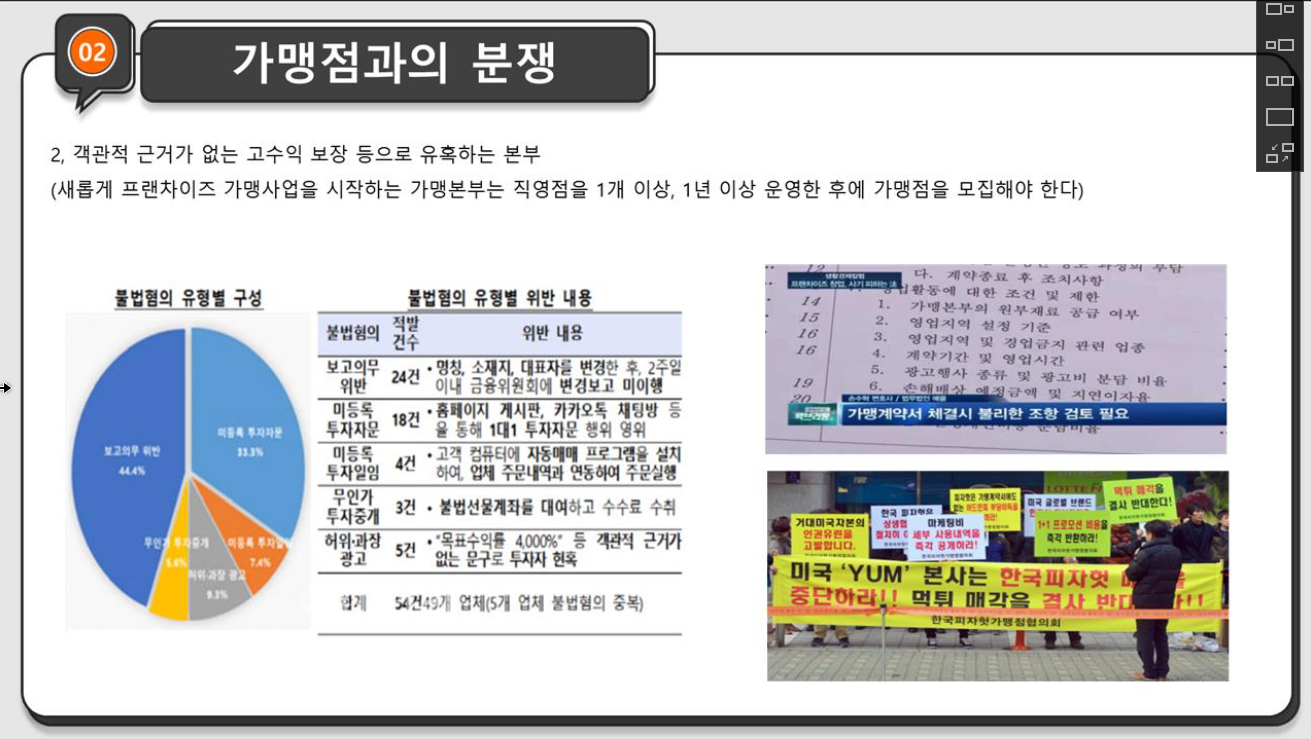 02
가맹점과의 분쟁
2, 객관적 근거가 없는 고수익 보장 등으로 유혹하는 본부
(새롭게 프랜차이즈 가맹사업을 시작하는 가맹본부는 직영점을 1개 이상, 1년 이상 운영한 후에 가맹점을 모집해야 한다)
불법혐의 유형별 구성
보고의무 위반
44.4%
미등록 투자자문
33.3%
무인가 투자중개
5.6%
허위·과장 광고
9.3%
미등록 투자일임
7.4%
불법혐의 유형별 위반 내용
불법혐의 적발건수 위반 내용
보고의무 위반 24건 • 명칭, 소재지, 대표자를 변경한 후, 2주일
이내 금융위원회에 변경보고 미이행
미등록 투자자문 18건 • 홈페이지 게시판, 카카오톡 채팅방 등
을 통해 1대1 투자자문 행위 영위
미등록 투자일임 4건 • 고객 컴퓨터에 자동매매 프로그램을 설치
하여, 업체 주문내역과 연동하여 주문실행
무인가 투자중개 3건 • 불법선물계좌를 대여하고 수수료 수취
허위·과장 광고 5건 • “목표수익률 4,000%” 등 객관적 근거가
없는 문구로 투자자 현혹
합계 54건 49개 업체(5개 업체 불법혐의 중복)
생활경제칼럼
프랜차이즈 창업, 사기 피하는 법
12
다. 계약종료 후 조치사항
영업활동에 대한 조건 및 제한
14 1. 가맹본부의 원부재료 공급 여부
15 2. 영업지역 설정 기준
16 3. 영업지역 및 경업금지 관련 업종
16 4. 계약기간 및 영업시간
5. 광고행사 종류 및 광고비 분담 비율
19 6. 손해배상 예정금액 및 지연이자율
20
가맹계약서 체결시 불리한 조항 검토 필요
거대미국자본의
인권유린을
고발합니다.
마케팅비
세부 사용내역을
즉각 공개하라!
미국 글로벌 브랜드
먹튀 매각을
결사 반대한다!
1+1 프로모션 비용을
즉각 반환하라!
미국 ‘YUM’ 본사는 한국피자헛
중단하라!! 먹튀 매각을 결사 반대
한국피자헛가맹점협의회